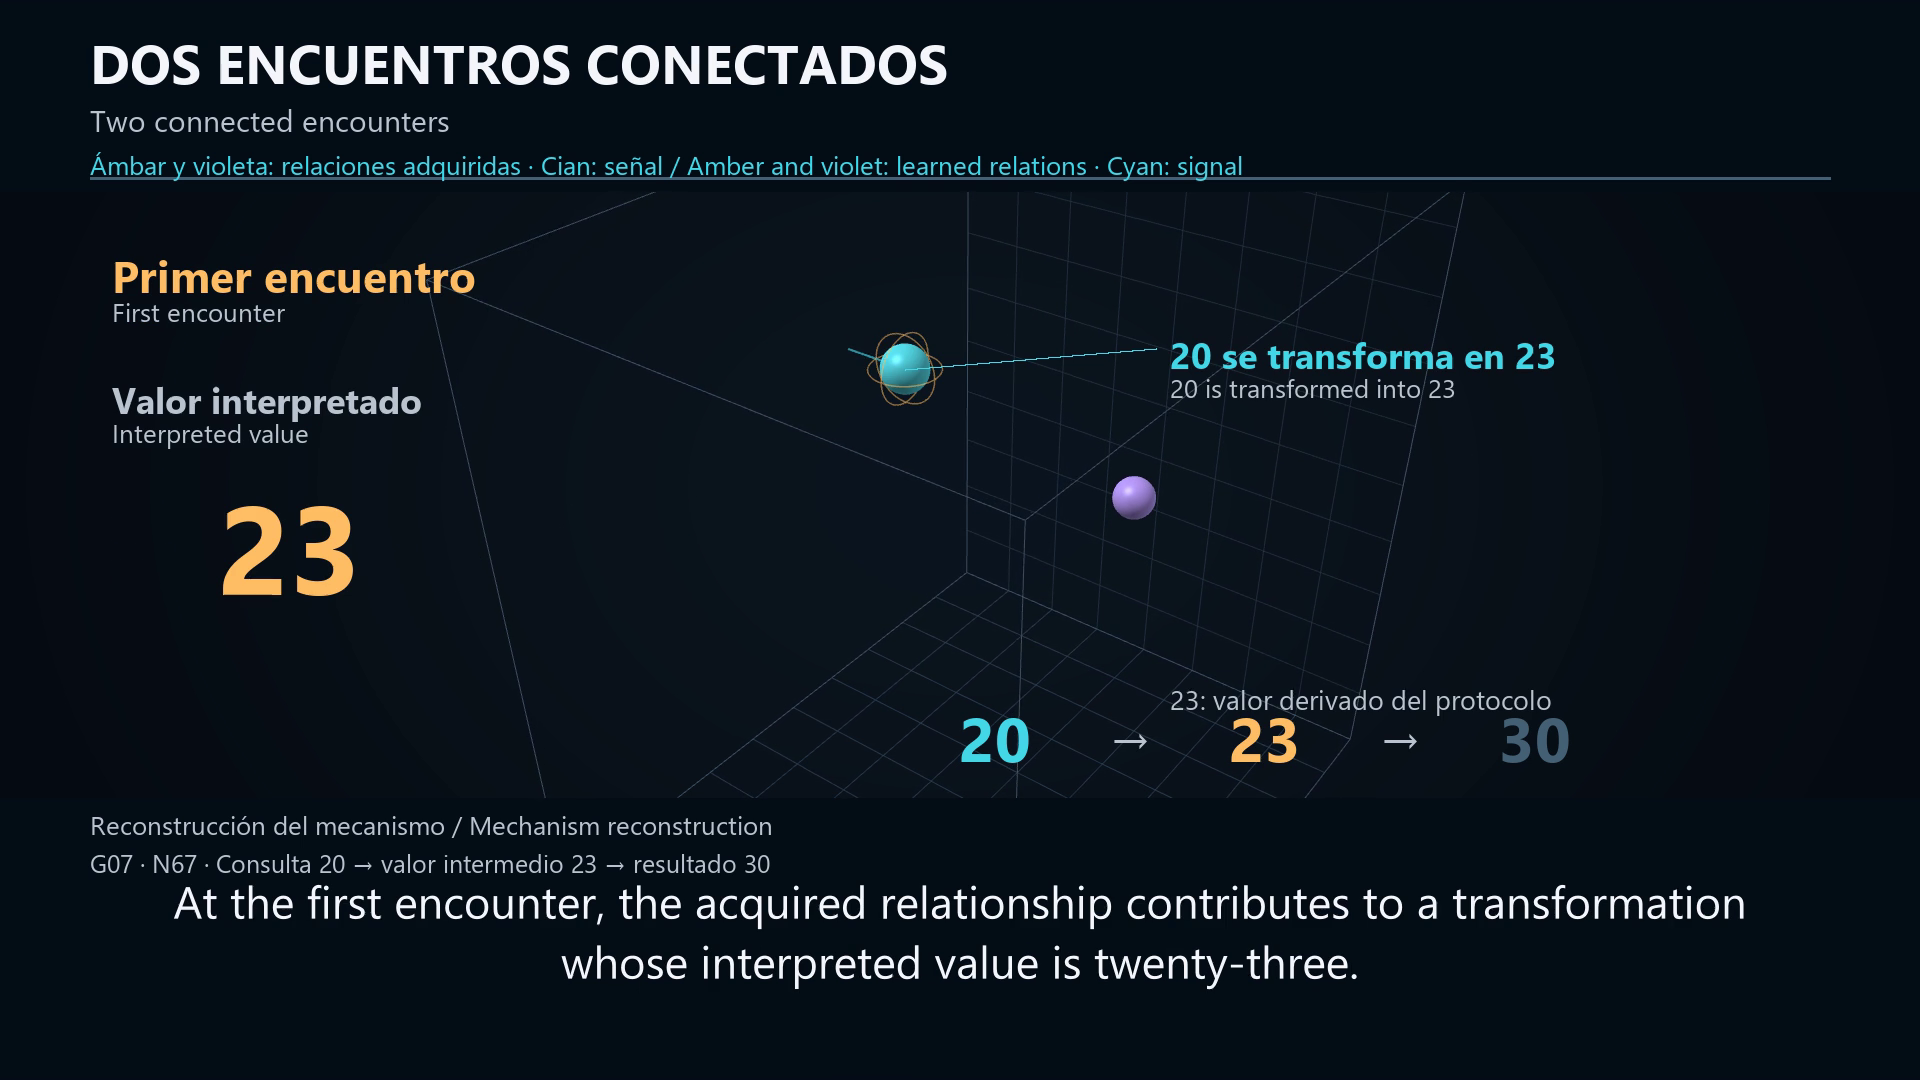 DOS ENCUENTROS CONECTADOS
Two connected encounters
Ámbar y violeta: relaciones adquiridas · Cian: señal / Amber and violet: learned relations · Cyan: signal
Primer encuentro
First encounter
Valor interpretado
Interpreted value
23
20 se transforma en 23
20 is transformed into 23
23: valor derivado del protocolo
20 → 23 → 30
Reconstrucción del mecanismo / Mechanism reconstruction
G07 · N67 · Consulta 20 → valor intermedio 23 → resultado 30
At the first encounter, the acquired relationship contributes to a transformation
whose interpreted value is twenty-three.